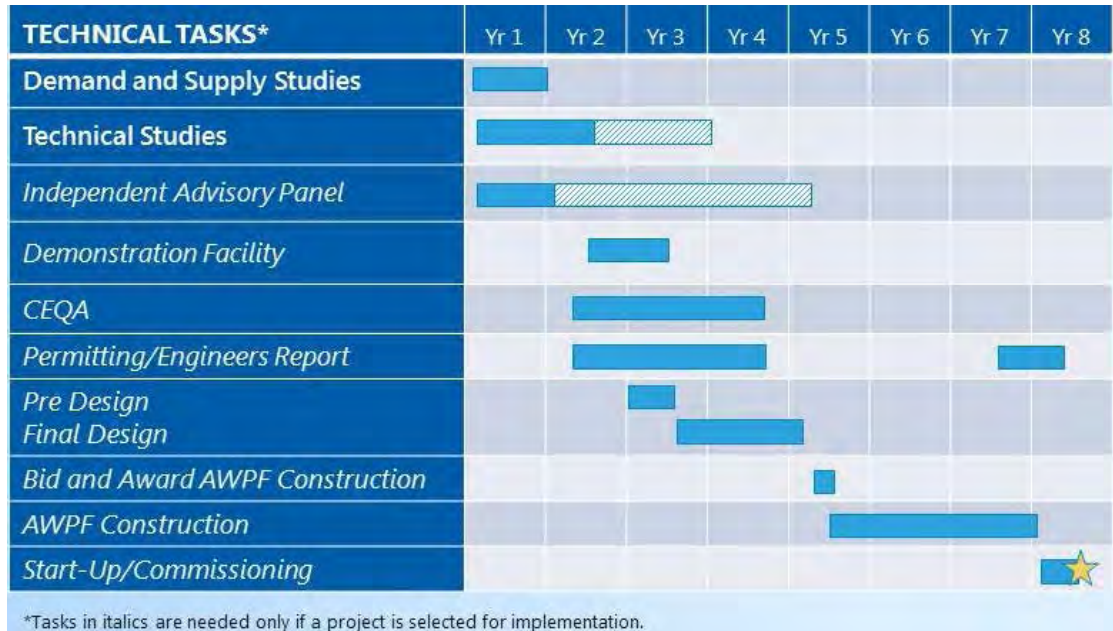 TECHNICAL TASKS* Yr 1 Yr 2 Yr 3 Yr 4 Yr 5 Yr 6 Yr 7 Yr 8
Demand and Supply Studies
Technical Studies
Independent Advisory Panel
Demonstration Facility
CEQA
Permitting/Engineers Report
Pre Design
Final Design
Bid and Award AWPF Construction
AWPF Construction
Start-Up/Commissioning
*Tasks in italics are needed only if a project is selected for implementation.